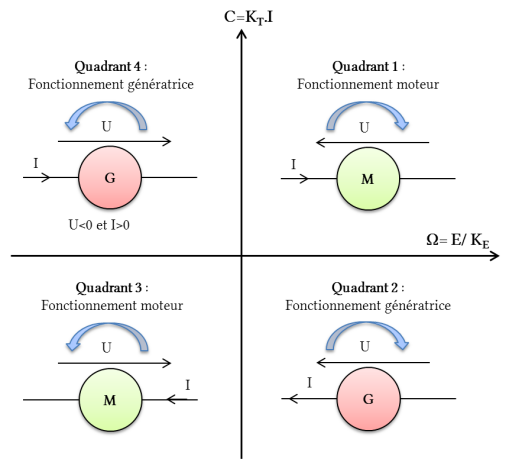 C=K_T.I
Quadrant 4 :
Fonctionnement génératrice
U
I
G
U<0 et I>0
Quadrant 1 :
Fonctionnement moteur
U
I
M
Ω= E/ K_E
Quadrant 3 :
Fonctionnement moteur
U
I
M
Quadrant 2 :
Fonctionnement génératrice
U
I
G